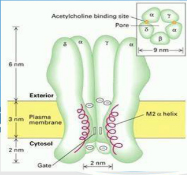 Acetylcholine binding site
Pore
α
γ
α
δ
β
9 nm
δ
α
γ
α
6 nm
Exterior
3 nm
Plasma
membrane
M2 α helix
Cytosol
2 nm
Gate
2 nm